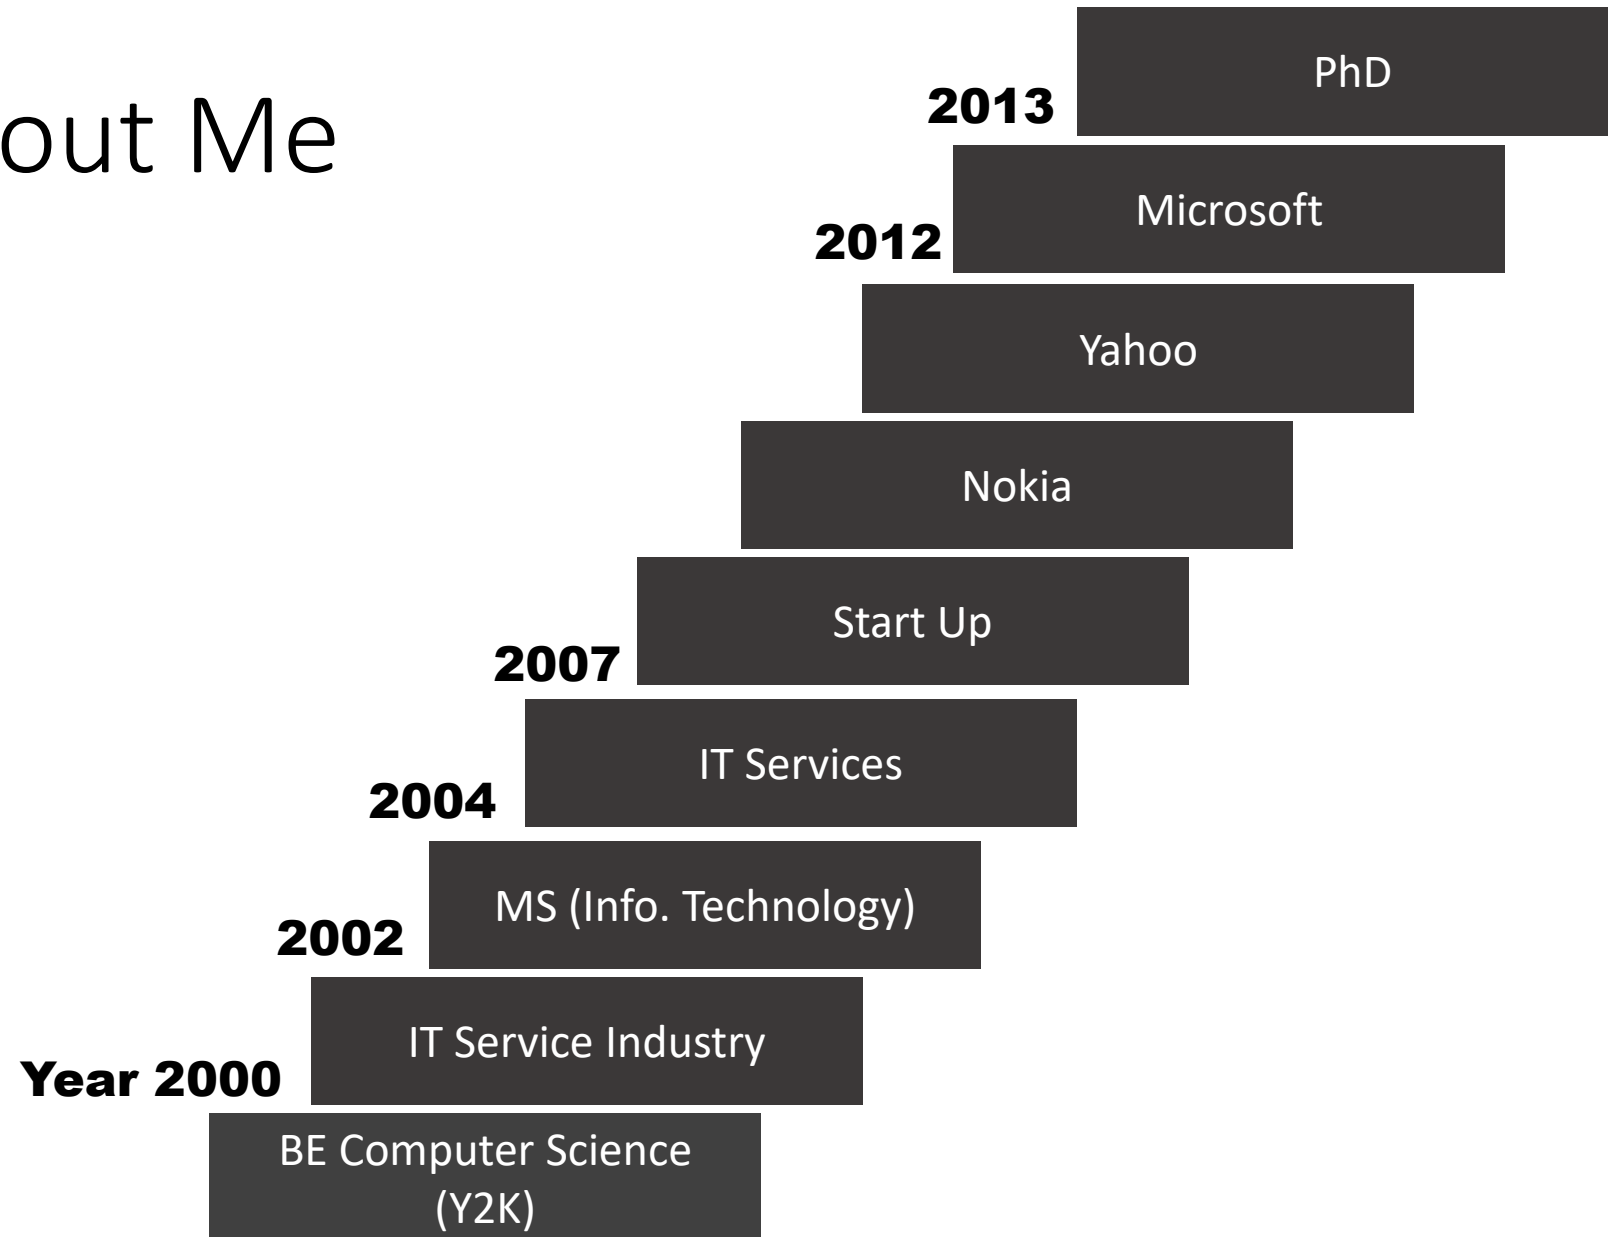 out Me
PhD
2013
Microsoft
2012
Yahoo
Nokia
Start Up
2007
IT Services
2004
MS (Info. Technology)
2002
IT Service Industry
Year 2000
BE Computer Science
(Y2K)